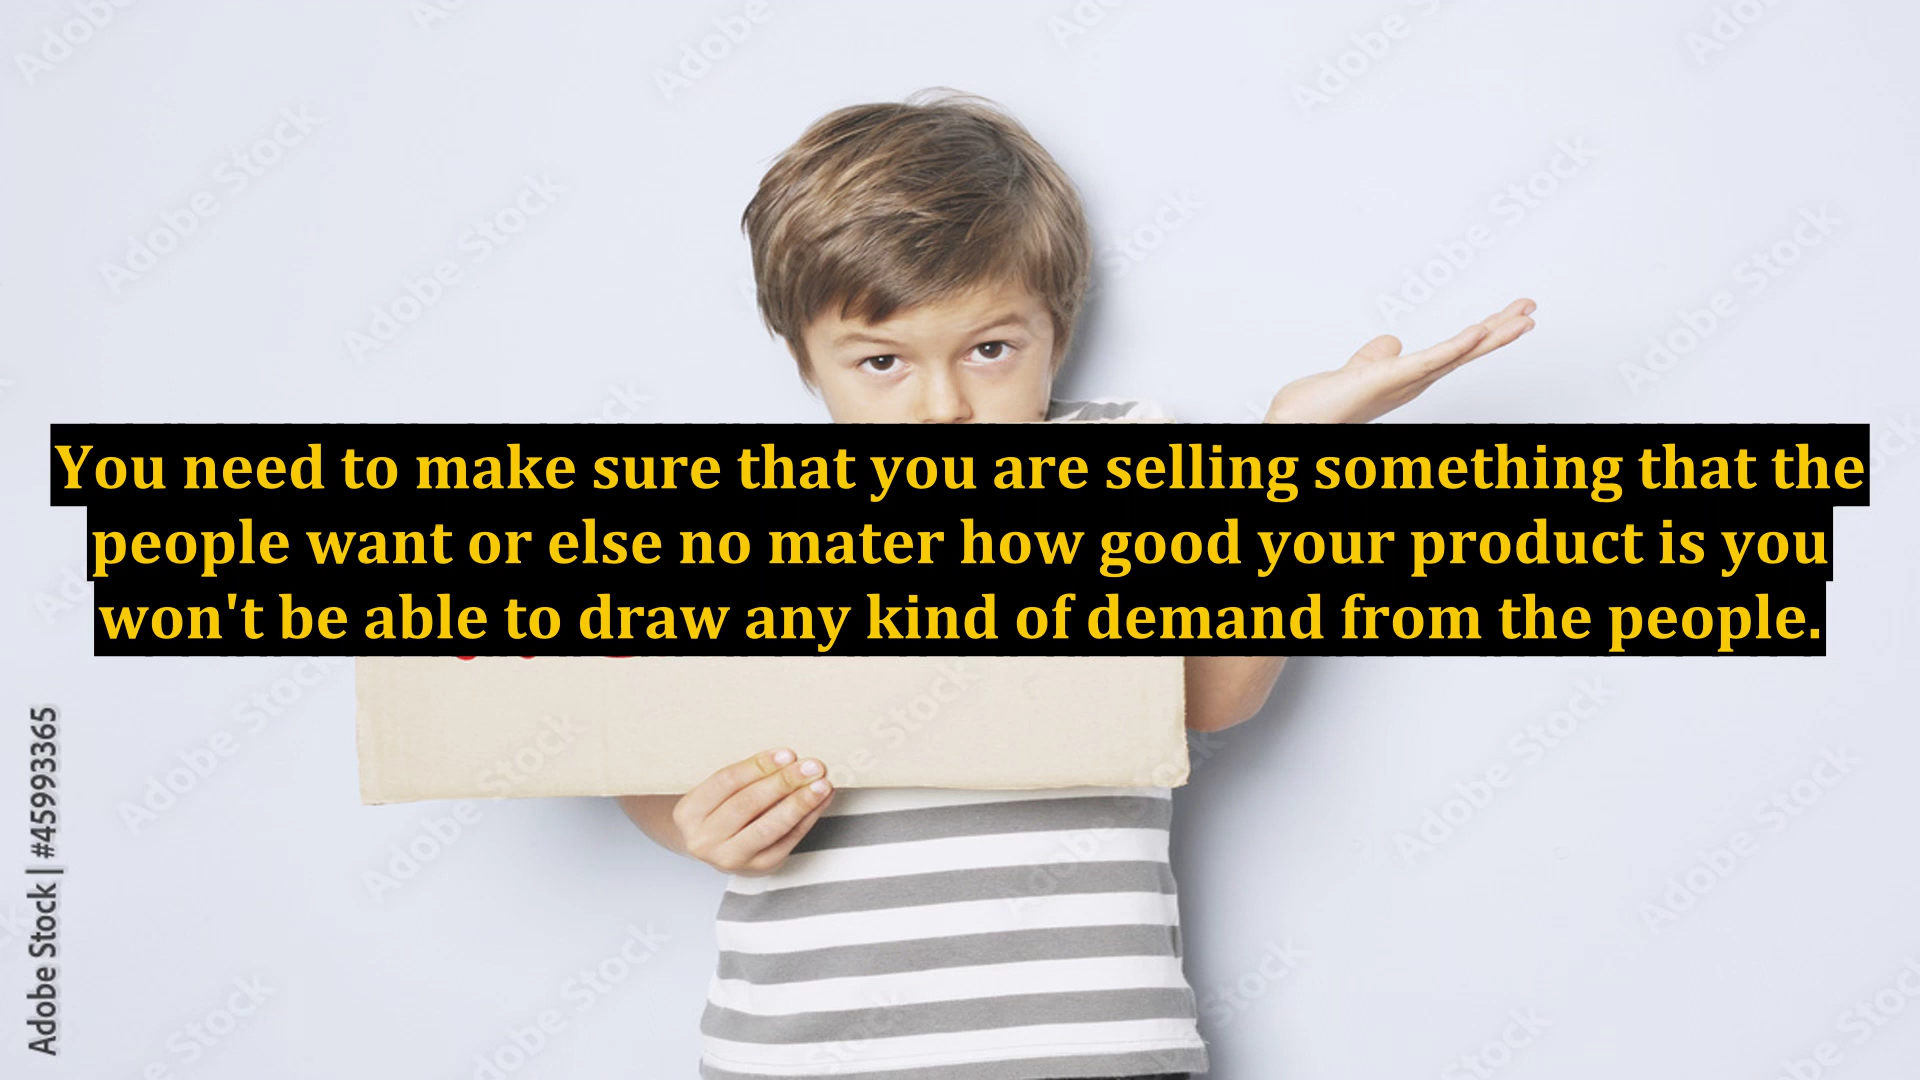 You need to make sure that you are selling something that the
people want or else no mater how good your product is you
won't be able to draw any kind of demand from the people.
Adobe Stock | #45993365
Adobe Stock